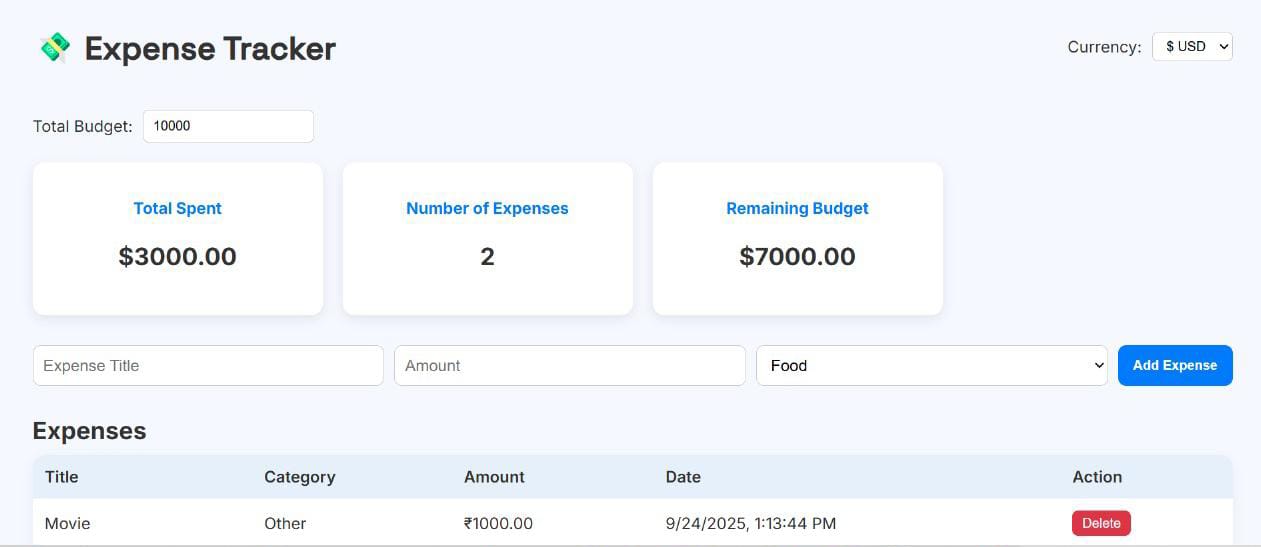 💸 Expense Tracker Currency: $ USD
Total Budget: 10000
Total Spent Number of Expenses Remaining Budget
$3000.00 2 $7000.00
Expense Title Amount Food Add Expense
Expenses
Title Category Amount Date Action
Movie Other ₹1000.00 9/24/2025, 1:13:44 PM Delete